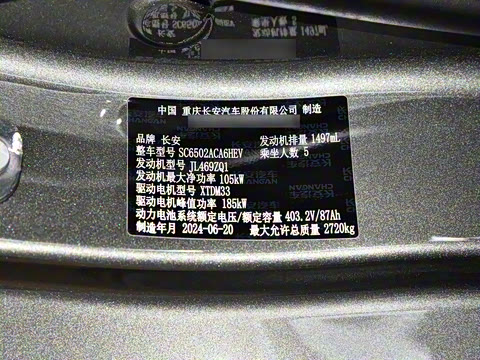 中国 重庆长安汽车股份有限公司 制造
品牌 长安 发动机排量 1497mL
整车型号 SC6502ACA6HEV 乘坐人数 5
发动机型号 JL469ZQ1
发动机最大净功率 105kW
驱动电机型号 XTDM33
驱动电机峰值功率 185kW
动力电池系统额定电压/额定容量 403.2V/87Ah
制造年月 2024-06-20 最大允许总质量 2720kg